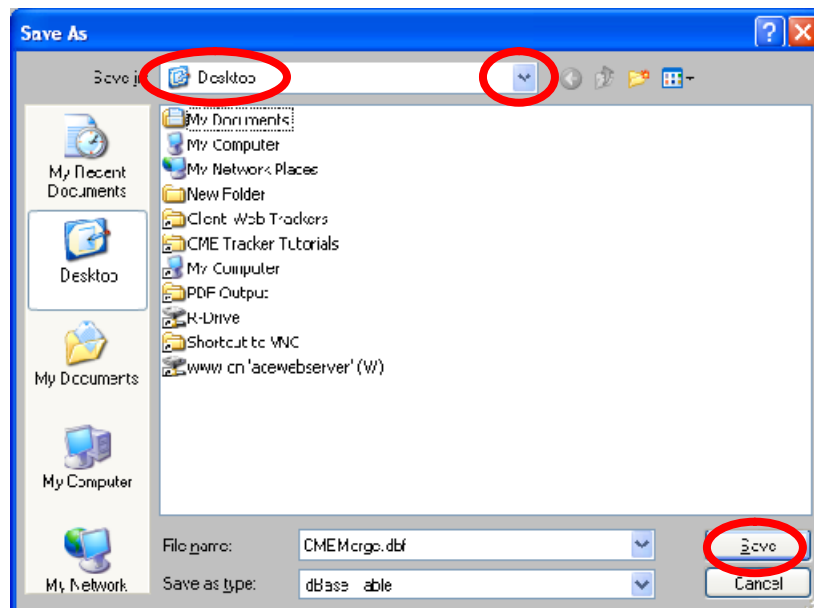 Save As
Save in
Desktop
My Recent
Documents
Desktop
My Documents
My Computer
My Network
My Documents
My Computer
My Network Places
New Folder
Client Web Trackers
CME Tracker Tutorials
My Computer
PDF Output
R-Drive
Shortcut to VNC
www on 'acewebserver' (W)
File name:
CMEMerge.dbf
Save
Save as type:
dBase Table
Cancel